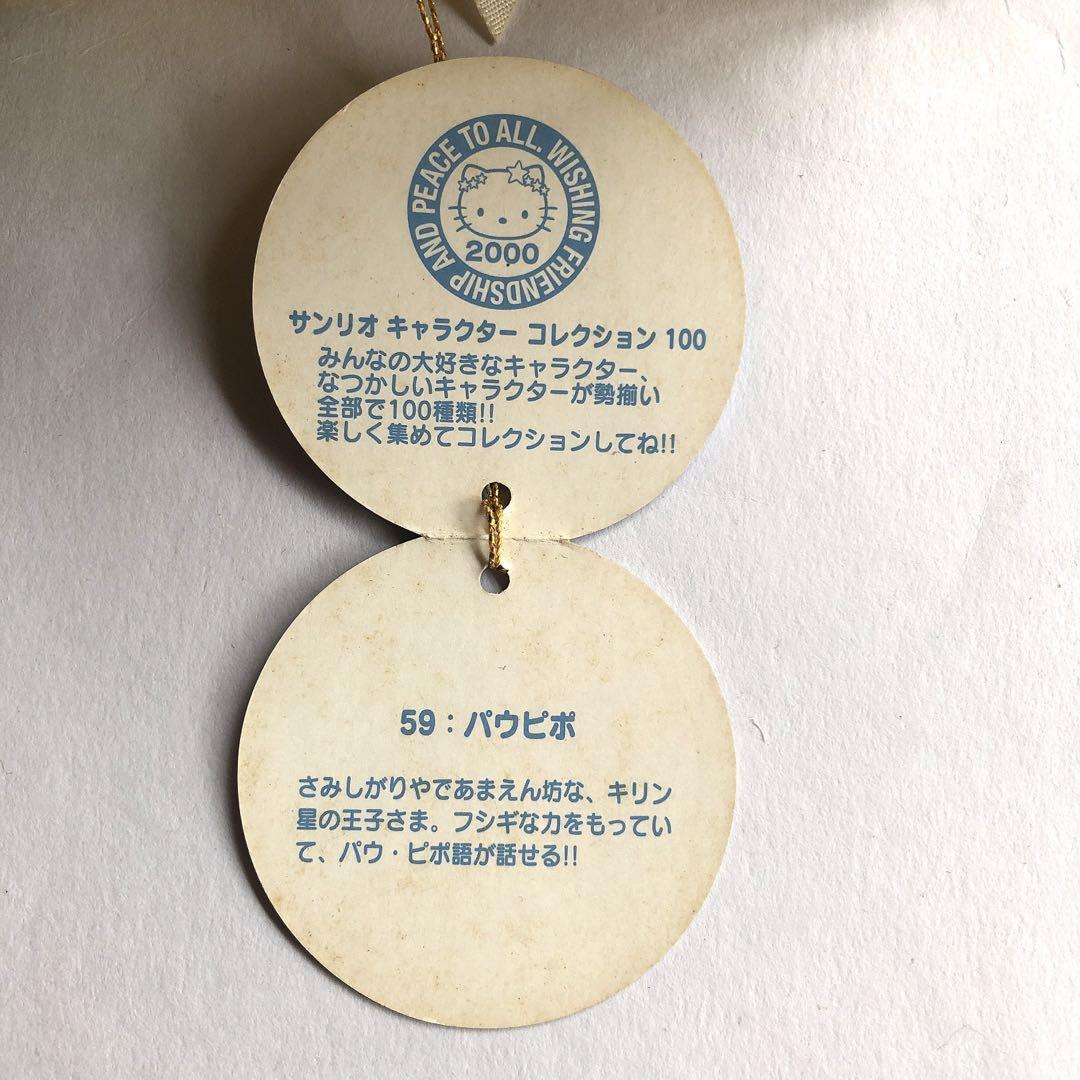 WISHING FRIENDSHIP AND PEACE TO ALL.
2000
サンリオ キャラクター コレクション 100
みんなの大好きなキャラクター、
なつかしいキャラクターが勢揃い
全部で100種類!!
楽しく集めてコレクションしてね!!
59：パウピポ
さみしがりやであまえん坊な、キリン
星の王子さま。フシギな力をもってい
て、パウ・ピポ語が話せる!!